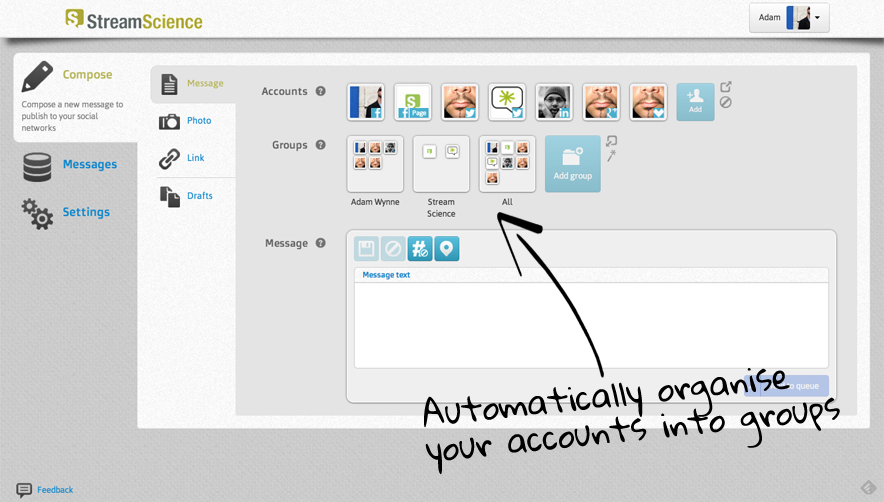 StreamScience
Adam
Compose
Compose a new message to
publish to your social
networks
Messages
Settings
Message
Photo
Link
Drafts
Accounts ?
Page
Add
Groups ?
Add group
Adam Wynne
Stream
Science
All
Message ?
Message text
queue
Automatically organise
your accounts into groups
Feedback